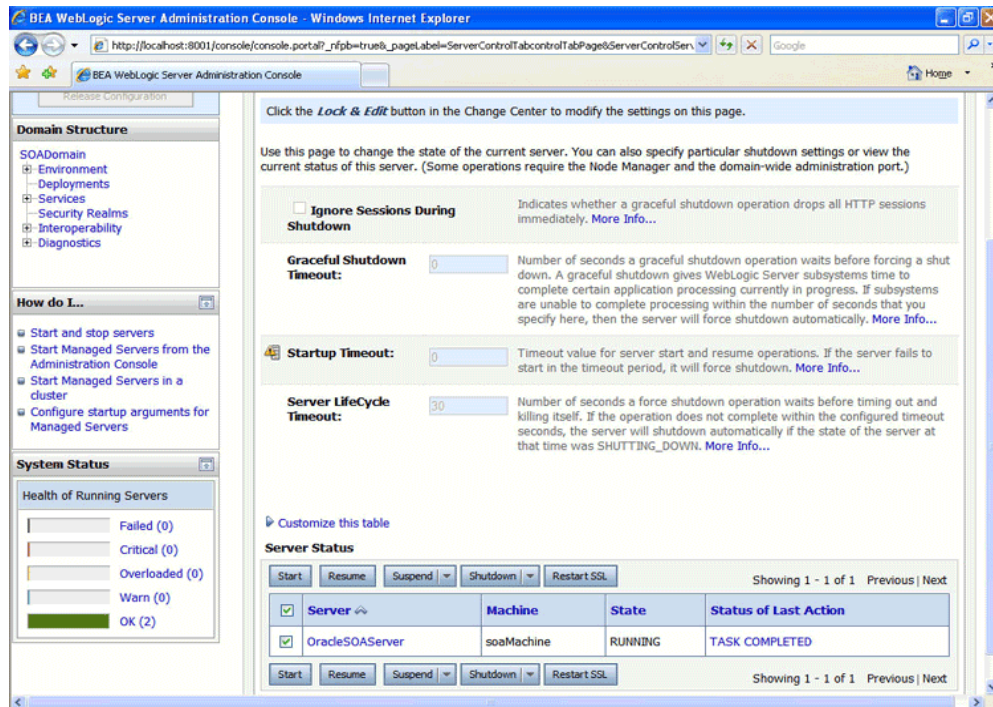 BEA WebLogic Server Administration Console - Windows Internet Explorer
http://localhost:8001/console/console.portal?_nfpb=true&_pageLabel=ServerControlTabcontrolTabPage&ServerControlServ
Google
BEA WebLogic Server Administration Console
Home
Release Configuration
Domain Structure
SOADomain
Environment
Deployments
Services
Security Realms
Interoperability
Diagnostics
How do I...
Start and stop servers
Start Managed Servers from the
Administration Console
Start Managed Servers in a
cluster
Configure startup arguments for
Managed Servers
System Status
Health of Running Servers
Failed (0)
Critical (0)
Overloaded (0)
Warn (0)
OK (2)
Click the Lock & Edit button in the Change Center to modify the settings on this page.
Use this page to change the state of the current server. You can also specify particular shutdown settings or view the
current status of this server. (Some operations require the Node Manager and the domain-wide administration port.)
Ignore Sessions During
Shutdown
Indicates whether a graceful shutdown operation drops all HTTP sessions
immediately. More Info...
Graceful Shutdown
Timeout:
0
Number of seconds a graceful shutdown operation waits before forcing a shut
down. A graceful shutdown gives WebLogic Server subsystems time to
complete certain application processing currently in progress. If subsystems
are unable to complete processing within the number of seconds that you
specify here, then the server will force shutdown automatically. More Info...
Startup Timeout:
0
Timeout value for server start and resume operations. If the server fails to
start in the timeout period, it will force shutdown. More Info...
Server LifeCycle
Timeout:
30
Number of seconds a force shutdown operation waits before timing out and
killing itself. If the operation does not complete within the configured timeout
seconds, the server will shutdown automatically if the state of the server at
that time was SHUTTING_DOWN. More Info...
Customize this table
Server Status
Start Resume Suspend Shutdown Restart SSL Showing 1 - 1 of 1 Previous | Next
Server Machine State Status of Last Action
OracleSOAServer soaMachine RUNNING TASK COMPLETED
Start Resume Suspend Shutdown Restart SSL Showing 1 - 1 of 1 Previous | Next